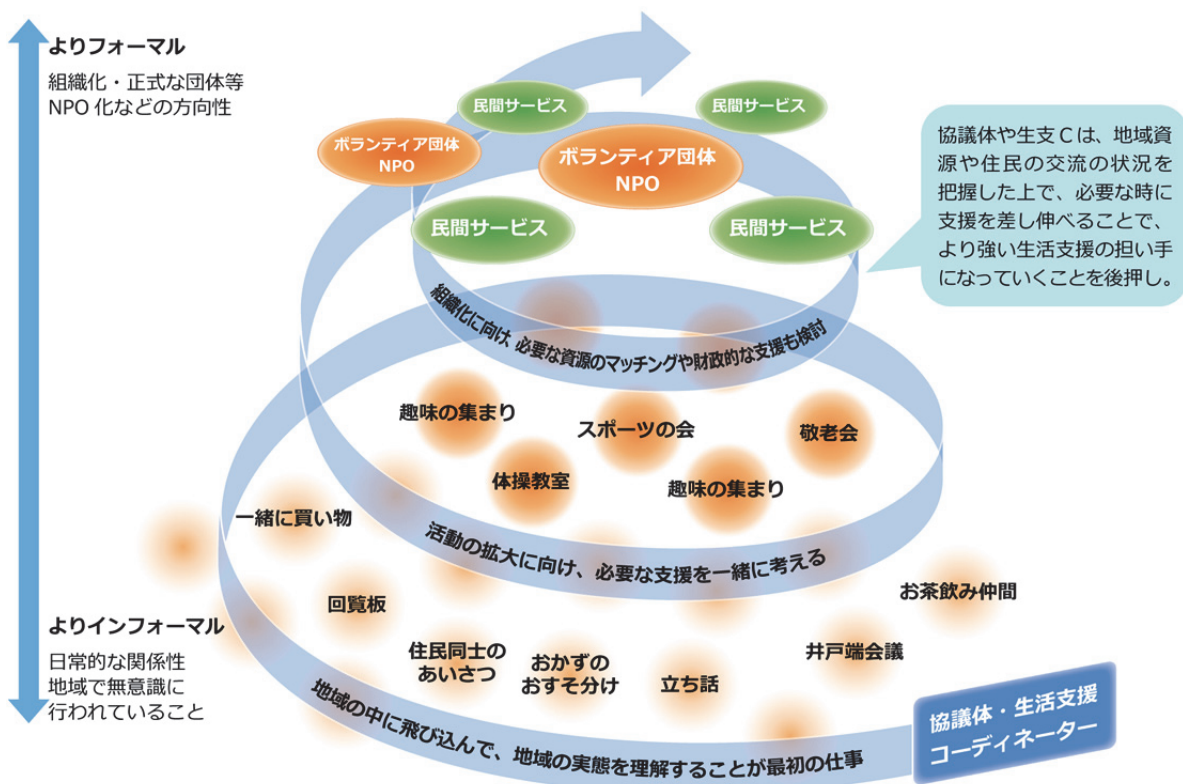 よりフォーマル
組織化・正式な団体等
NPO 化などの方向性
民間サービス
民間サービス
ボランティア団体
NPO
ボランティア団体
NPO
民間サービス
民間サービス
協議体や生支Cは、地域資
源や住民の交流の状況を
把握した上で、必要な時に
支援を差し伸べることで、
より強い生活支援の担い手
になっていくことを後押し。
組織化に向け、必要な資源のマッチングや財政的な支援も検討
趣味の集まり
スポーツの会
敬老会
体操教室
趣味の集まり
一緒に買い物
活動の拡大に向け、必要な支援を一緒に考える
お茶飲み仲間
回覧板
よりインフォーマル
日常的な関係性
地域で無意識に
行われていること
住民同士の
あいさつ
おかずの
おすそ分け
立ち話
井戸端会議
地域の中に飛び込んで、地域の実態を理解することが最初の仕事
協議体・生活支援
コーディネーター